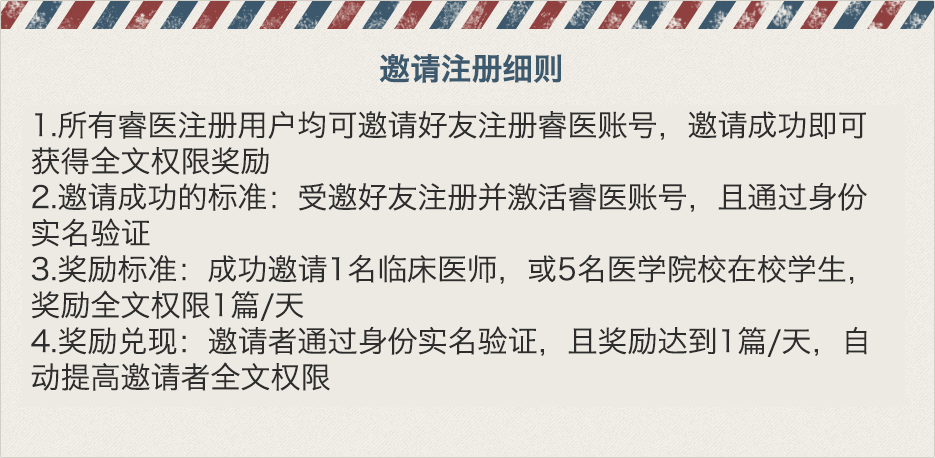 邀请注册细则
1.所有睿医注册用户均可邀请好友注册睿医账号，邀请成功即可
获得全文权限奖励
2.邀请成功的标准：受邀好友注册并激活睿医账号，且通过身份
实名验证
3.奖励标准：成功邀请1名临床医师，或5名医学院校在校学生，
奖励全文权限1篇/天
4.奖励兑现：邀请者通过身份实名验证，且奖励达到1篇/天，自
动提高邀请者全文权限